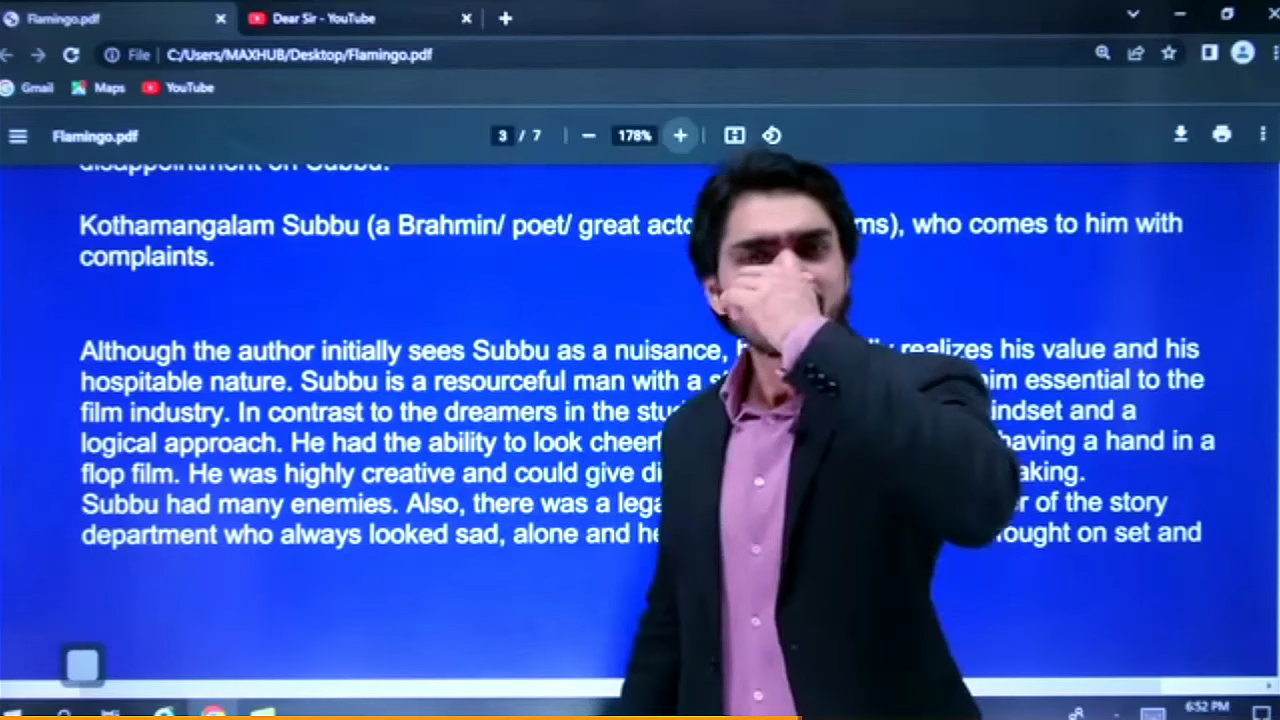 Flamingo.pdf
Dear Sir - YouTube
File
C:/Users/MAXHUB/Desktop/Flamingo.pdf
Gmail
Maps
YouTube
Flamingo.pdf
3 / 7
178%
disappointment on Subbu.
Kothamangalam Subbu (a Brahmin/ poet/ great acto ms), who comes to him with
complaints.
Although the author initially sees Subbu as a nuisance, realizes his value and his
hospitable nature. Subbu is a resourceful man with a him essential to the
film industry. In contrast to the dreamers in the indset and a
logical approach. He had the ability to look having a hand in a
flop film. He was highly creative and could give aking.
Subbu had many enemies. Also, there was a of the story
department who always looked sad, alone and ought on set and
6:52 PM